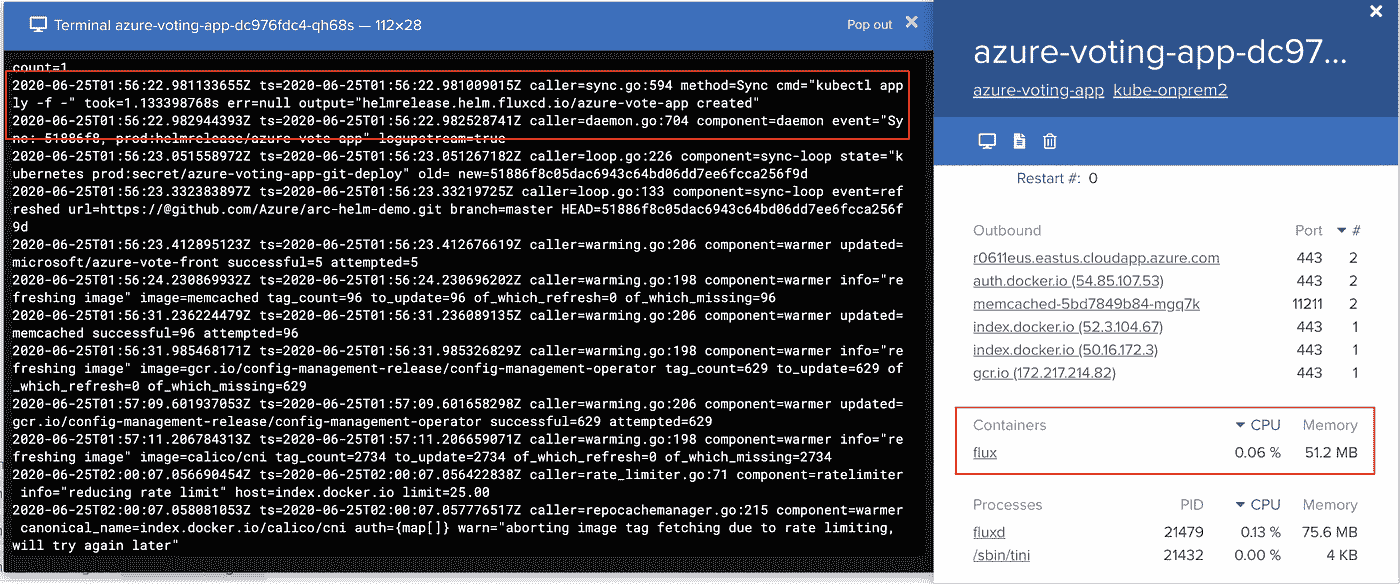 Terminal azure-voting-app-dc976fdc4-qh68s — 112×28
Pop out
count=1
2020-06-25T01:56:22.981133655Z ts=2020-06-25T01:56:22.981009015Z caller=sync.go:594 method=Sync cmd="kubectl app
ly -f -" took=1.133398768s err=null output="helmrelease.helm.fluxcd.io/azure-vote-app created"
2020-06-25T01:56:22.982944393Z ts=2020-06-25T01:56:22.982528741Z caller=daemon.go:704 component=daemon event="Sy
nc: 51886f8, prod:helmrelease/azure-vote-app" logupstream=true
2020-06-25T01:56:23.051558972Z ts=2020-06-25T01:56:23.051267182Z caller=loop.go:226 component=sync-loop state="k
ubernetes prod:secret/azure-voting-app-git-deploy" old= new=51886f8c05dac6943c64bd06dd7ee6fcca256f9d
2020-06-25T01:56:23.332383897Z ts=2020-06-25T01:56:23.33219725Z caller=loop.go:133 component=sync-loop event=ref
reshed url=https://@github.com/Azure/arc-helm-demo.git branch=master HEAD=51886f8c05dac6943c64bd06dd7ee6fcca256f
9d
2020-06-25T01:56:23.412895123Z ts=2020-06-25T01:56:23.412676619Z caller=warming.go:206 component=warmer updated=
microsoft/azure-vote-front successful=5 attempted=5
2020-06-25T01:56:24.230869932Z ts=2020-06-25T01:56:24.230696202Z caller=warming.go:198 component=warmer info="re
freshing image" image=memcached tag_count=96 to_update=96 of_which_refresh=0 of_which_missing=96
2020-06-25T01:56:31.236224479Z ts=2020-06-25T01:56:31.236089135Z caller=warming.go:206 component=warmer updated=
memcached successful=96 attempted=96
2020-06-25T01:56:31.985468171Z ts=2020-06-25T01:56:31.985326829Z caller=warming.go:198 component=warmer info="re
freshing image" image=gcr.io/config-management-release/config-management-operator tag_count=629 to_update=629 of
_which_refresh=0 of_which_missing=629
2020-06-25T01:57:09.601937053Z ts=2020-06-25T01:57:09.601658298Z caller=warming.go:206 component=warmer updated=
gcr.io/config-management-release/config-management-operator successful=629 attempted=629
2020-06-25T01:57:11.206784313Z ts=2020-06-25T01:57:11.206659071Z caller=warming.go:198 component=warmer info="re
freshing image" image=calico/cni tag_count=2734 to_update=2734 of_which_refresh=0 of_which_missing=2734
2020-06-25T02:00:07.056690454Z ts=2020-06-25T02:00:07.056422838Z caller=rate_limiter.go:71 component=ratelimiter
info="reducing rate limit" host=index.docker.io limit=25.00
2020-06-25T02:00:07.058081053Z ts=2020-06-25T02:00:07.057776517Z caller=repocachemanager.go:215 component=warmer
canonical_name=index.docker.io/calico/cni auth={map[]} warn="aborting image tag fetching due to rate limiting,
will try again later"
azure-voting-app-dc97...
azure-voting-app kube-onprem2
Restart #: 0
Outbound Port #
r0611eus.eastus.cloudapp.azure.com 443 2
auth.docker.io (54.85.107.53) 443 2
memcached-5bd7849b84-mgq7k 11211 2
index.docker.io (52.3.104.67) 443 1
index.docker.io (50.16.172.3) 443 1
gcr.io (172.217.214.82) 443 1
Containers CPU Memory
flux 0.06 % 51.2 MB
Processes PID CPU Memory
fluxd 21479 0.13 % 75.6 MB
/sbin/tini 21432 0.00 % 4 KB